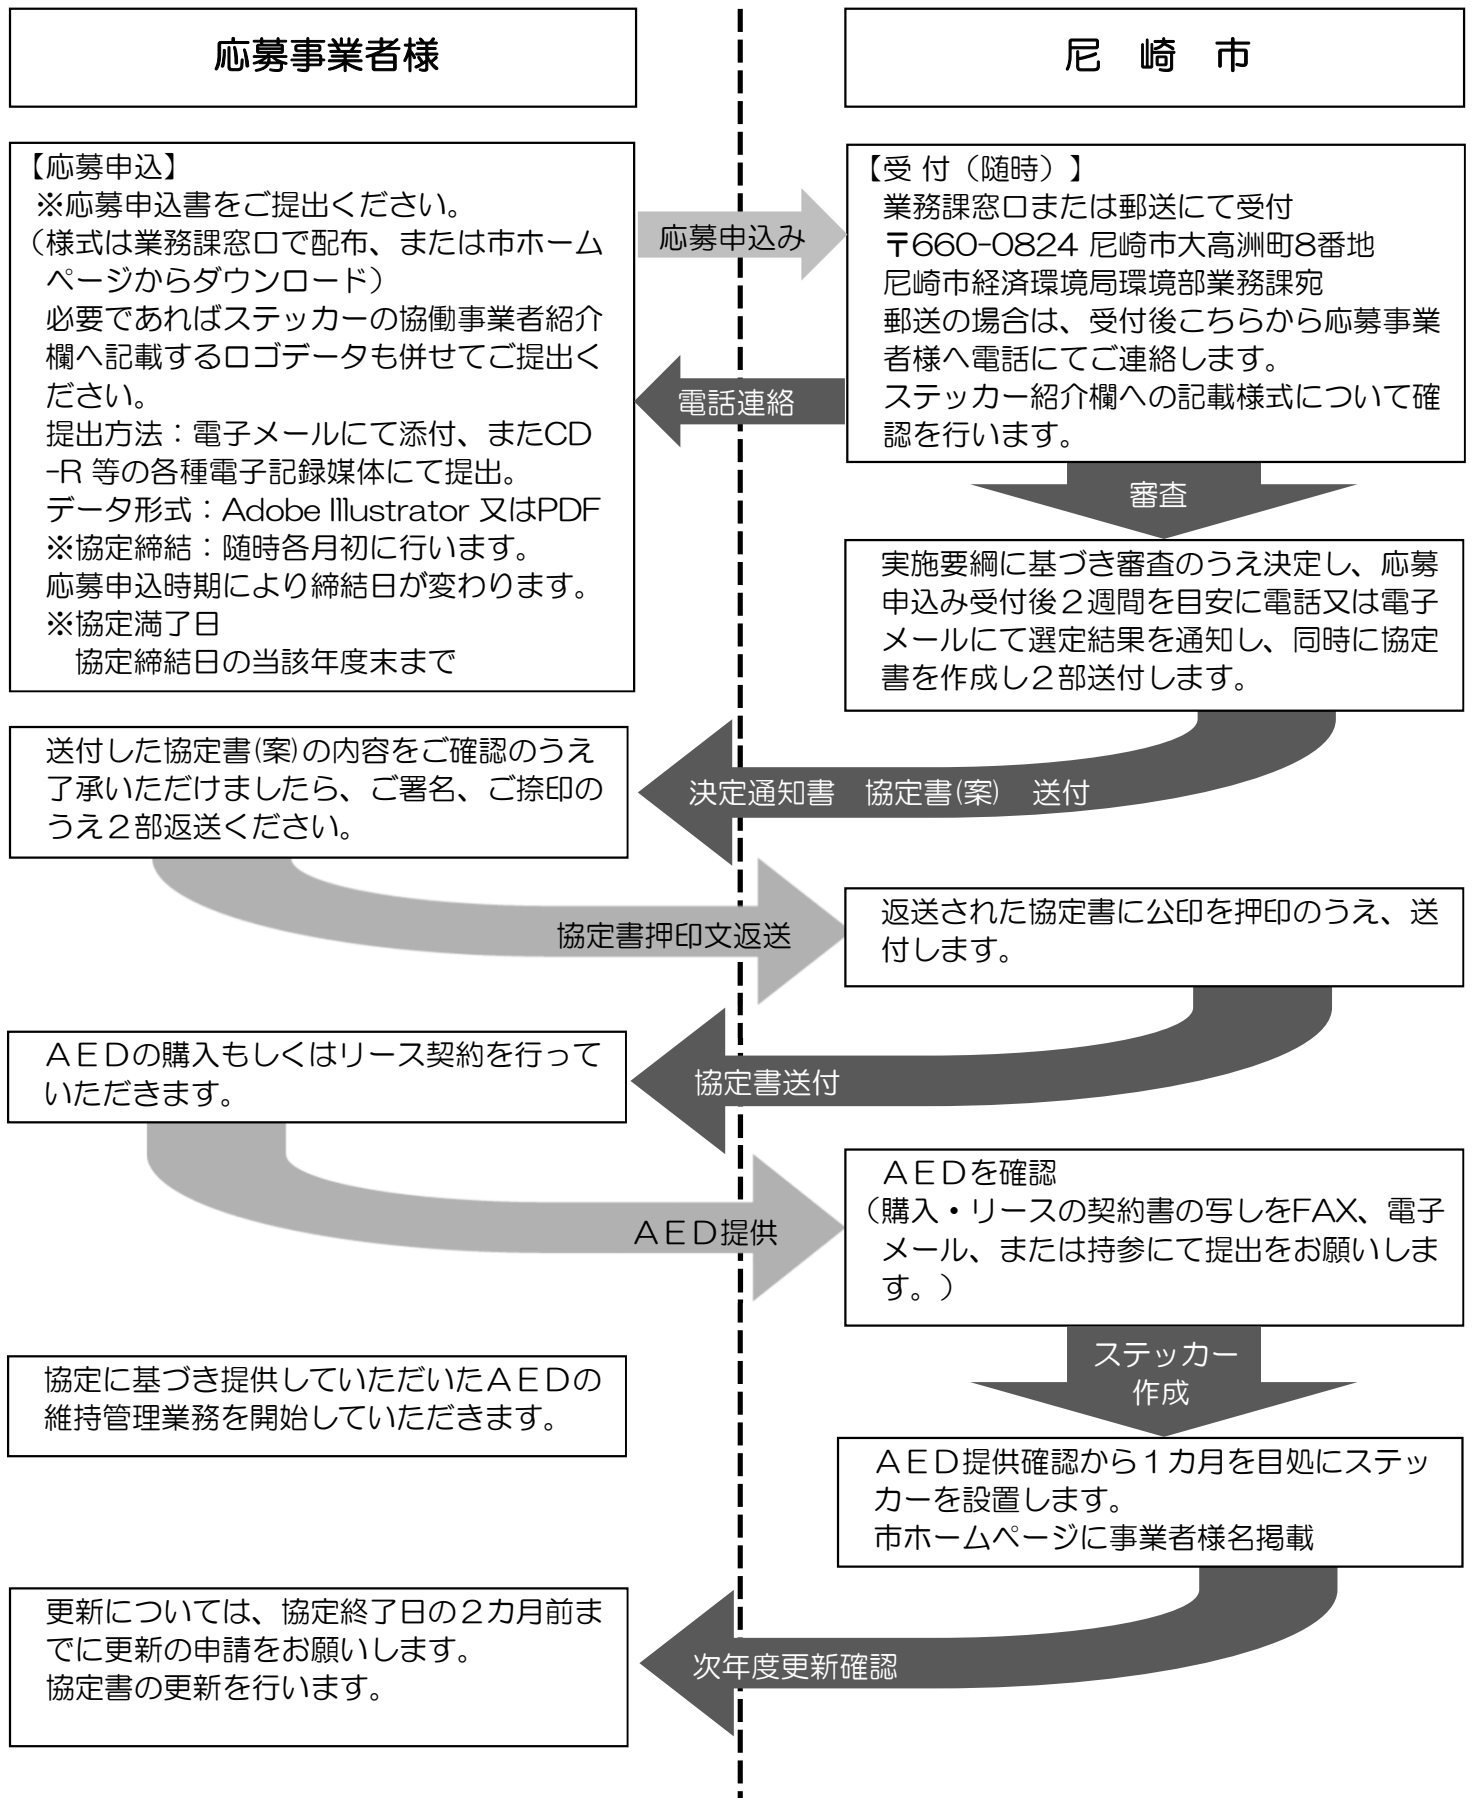 応募事業者様
尼　崎　市
【応募申込】
※応募申込書をご提出ください。
（様式は業務課窓口で配布、または市ホーム
ページからダウンロード）
必要であればステッカーの協働事業者紹介
欄へ記載するロゴデータも併せてご提出く
ださい。
提出方法：電子メールにて添付、またCD
-R 等の各種電子記録媒体にて提出。
データ形式：Adobe Illustrator 又はPDF
※協定締結：随時各月初に行います。
応募申込時期により締結日が変わります。
※協定満了日
協定締結日の当該年度末まで
応募申込み
【受 付（随時）】
業務課窓口または郵送にて受付
〒660-0824 尼崎市大高洲町8番地
尼崎市経済環境局環境部業務課宛
郵送の場合は、受付後こちらから応募事業
者様へ電話にてご連絡します。
ステッカー紹介欄への記載様式について確
認を行います。
電話連絡
審査
実施要綱に基づき審査のうえ決定し、応募
申込み受付後２週間を目安に電話又は電子
メールにて選定結果を通知し、同時に協定
書を作成し２部送付します。
決定通知書　協定書(案)　送付
送付した協定書(案)の内容をご確認のうえ
了承いただけましたら、ご署名、ご捺印の
うえ２部返送ください。
協定書押印文返送
返送された協定書に公印を押印のうえ、送
付します。
協定書送付
ＡＥＤの購入もしくはリース契約を行って
いただきます。
ＡＥＤ提供
ＡＥＤを確認
（購入・リースの契約書の写しをFAX、電子
メール、または持参にて提出をお願いしま
す。）
ステッカー
作成
協定に基づき提供していただいたＡＥＤの
維持管理業務を開始していただきます。
ＡＥＤ提供確認から１カ月を目処にステッ
カーを設置します。
市ホームページに事業者様名掲載
次年度更新確認
更新については、協定終了日の２カ月前ま
でに更新の申請をお願いします。
協定書の更新を行います。